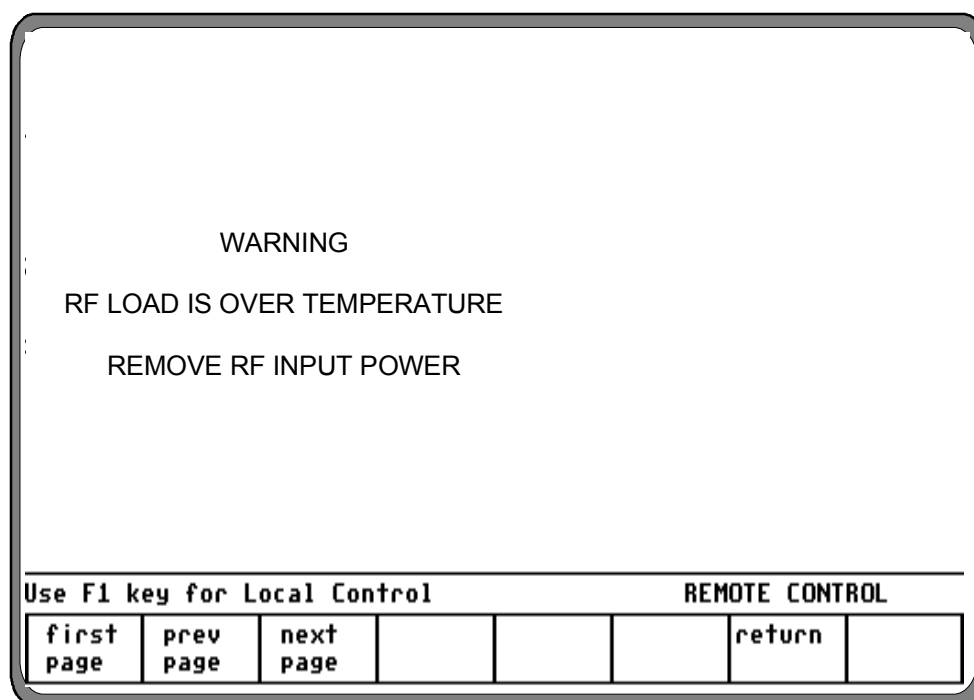 WARNING
RF LOAD IS OVER TEMPERATURE
REMOVE RF INPUT POWER
Use F1 key for Local Control REMOTE CONTROL
first page prev page next page return